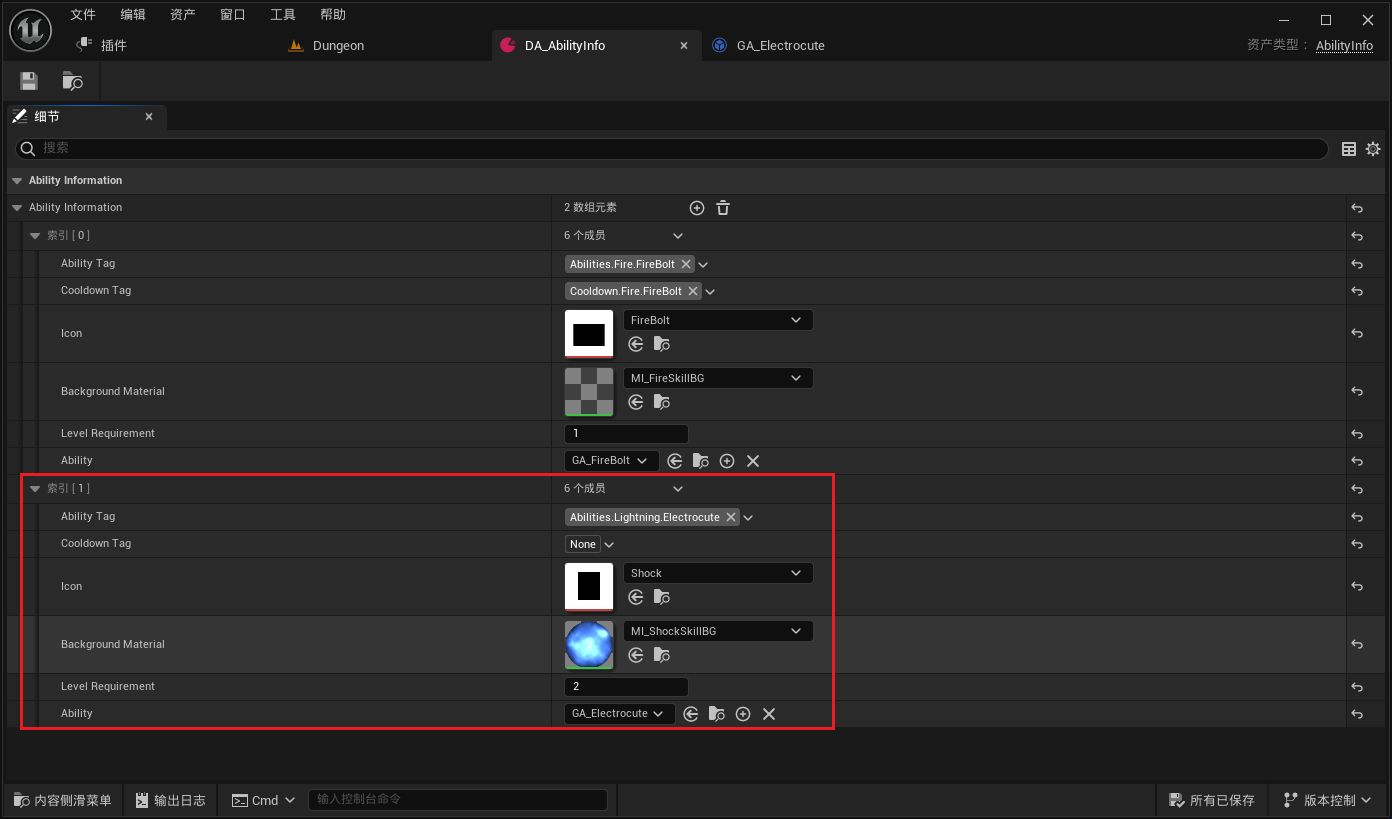 文件 编辑 资产 窗口 工具 帮助
插件 Dungeon DA_AbilityInfo GA_Electrocute 资产类型： AbilityInfo
细节
搜索
Ability Information
Ability Information 2 数组元素
索引 [ 0 ] 6 个成员
Ability Tag Abilities.Fire.FireBolt
Cooldown Tag Cooldown.Fire.FireBolt
Icon FireBolt
Background Material MI_FireSkillBG
Level Requirement 1
Ability GA_FireBolt
索引 [ 1 ] 6 个成员
Ability Tag Abilities.Lightning.Electrocute
Cooldown Tag None
Icon Shock
Background Material MI_ShockSkillBG
Level Requirement 2
Ability GA_Electrocute
内容侧滑菜单 输出日志 Cmd 输入控制台命令 所有已保存 版本控制